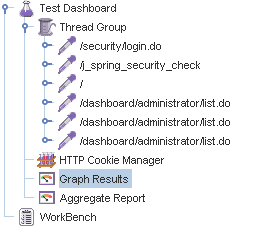 Test Dashboard
Thread Group
/security/login.do
/j_spring_security_check
/
/dashboard/administrator/list.do
/dashboard/administrator/list.do
/dashboard/administrator/list.do
HTTP Cookie Manager
Graph Results
Aggregate Report
WorkBench